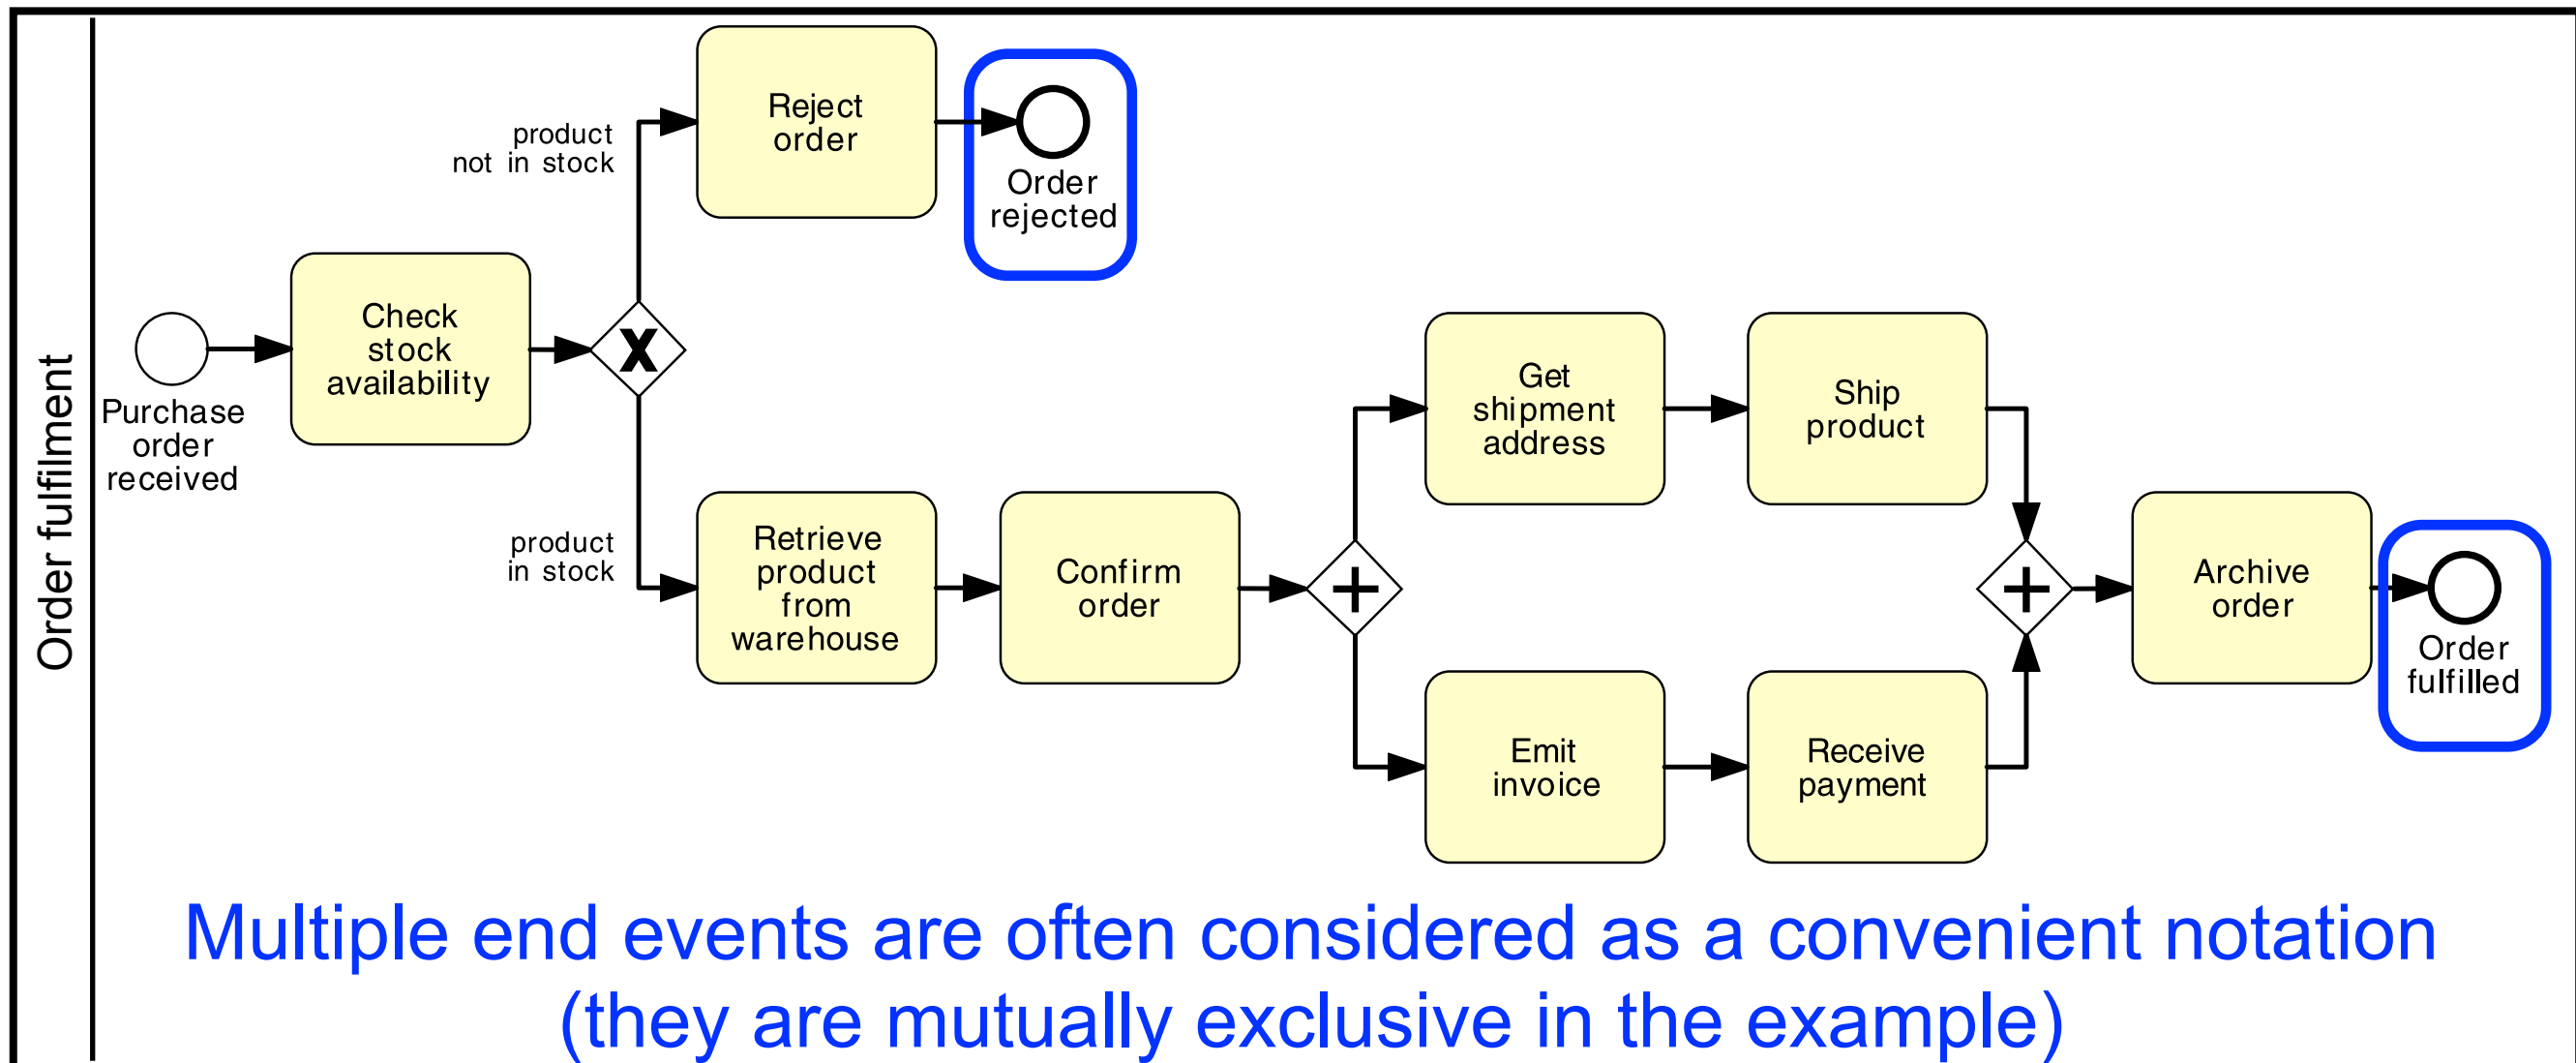 Order fulfilment
Purchase
order
received
Check
stock
availability
X
product
not in stock
Reject
order
Order
rejected
product
in stock
Retrieve
product
from
warehouse
Confirm
order
Get
shipment
address
Ship
product
Emit
invoice
Receive
payment
Archive
order
Order
fulfilled
Multiple end events are often considered as a convenient notation
(they are mutually exclusive in the example)